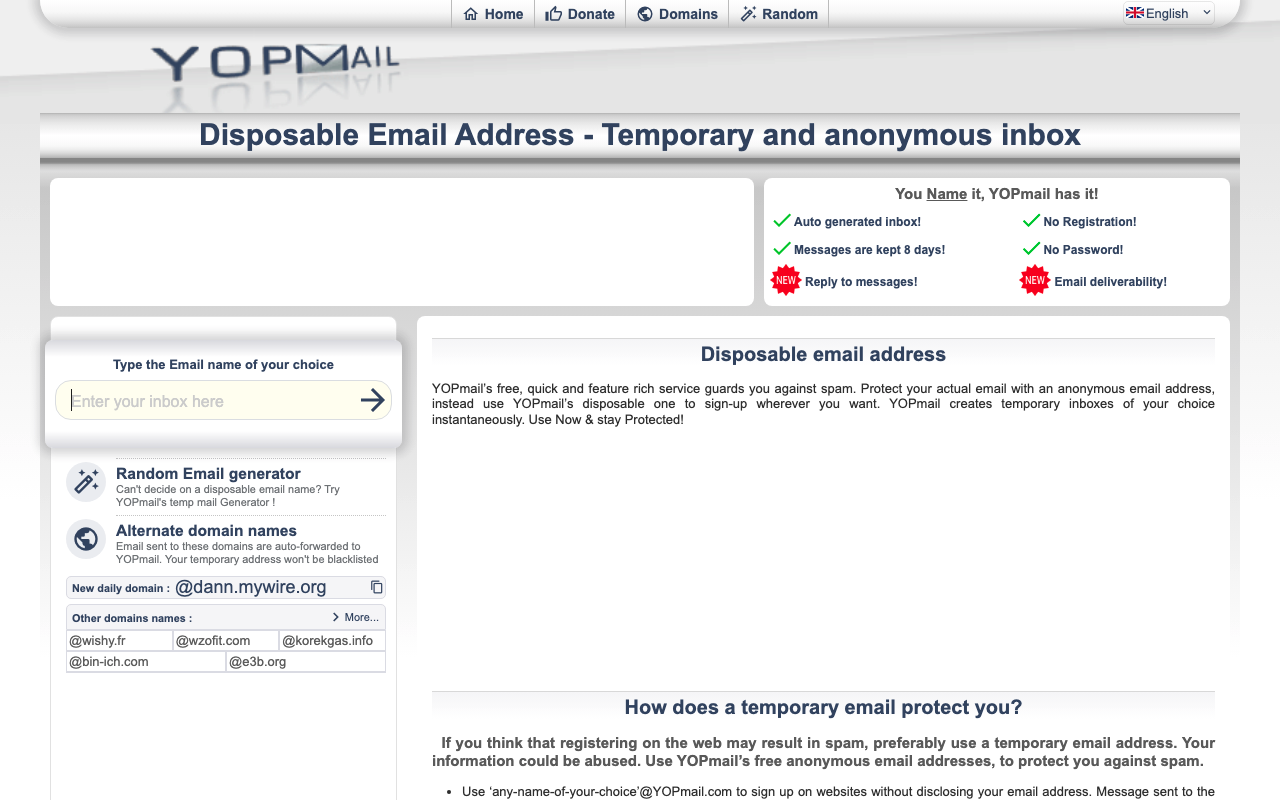 Home
Donate
Domains
Random
English
YOPMAIL
Disposable Email Address - Temporary and anonymous inbox
You Name it, YOPmail has it!
Auto generated inbox!
No Registration!
Messages are kept 8 days!
No Password!
NEW Reply to messages!
NEW Email deliverability!
Type the Email name of your choice
Enter your inbox here
Random Email generator
Can't decide on a disposable email name? Try
YOPmail's temp mail Generator !
Alternate domain names
Email sent to these domains are auto-forwarded to
YOPmail. Your temporary address won't be blacklisted
New daily domain : @dann.mywire.org
Other domains names :
More...
@wishy.fr
@wzofit.com
@korekgas.info
@bin-ich.com
@e3b.org
Disposable email address
YOPmail’s free, quick and feature rich service guards you against spam. Protect your actual email with an anonymous email address,
instead use YOPmail’s disposable one to sign-up wherever you want. YOPmail creates temporary inboxes of your choice
instantaneously. Use Now & stay Protected!
How does a temporary email protect you?
If you think that registering on the web may result in spam, preferably use a temporary email address. Your
information could be abused. Use YOPmail’s free anonymous email addresses, to protect you against spam.
• Use ‘any-name-of-your-choice’@YOPmail.com to sign up on websites without disclosing your email address. Message sent to the